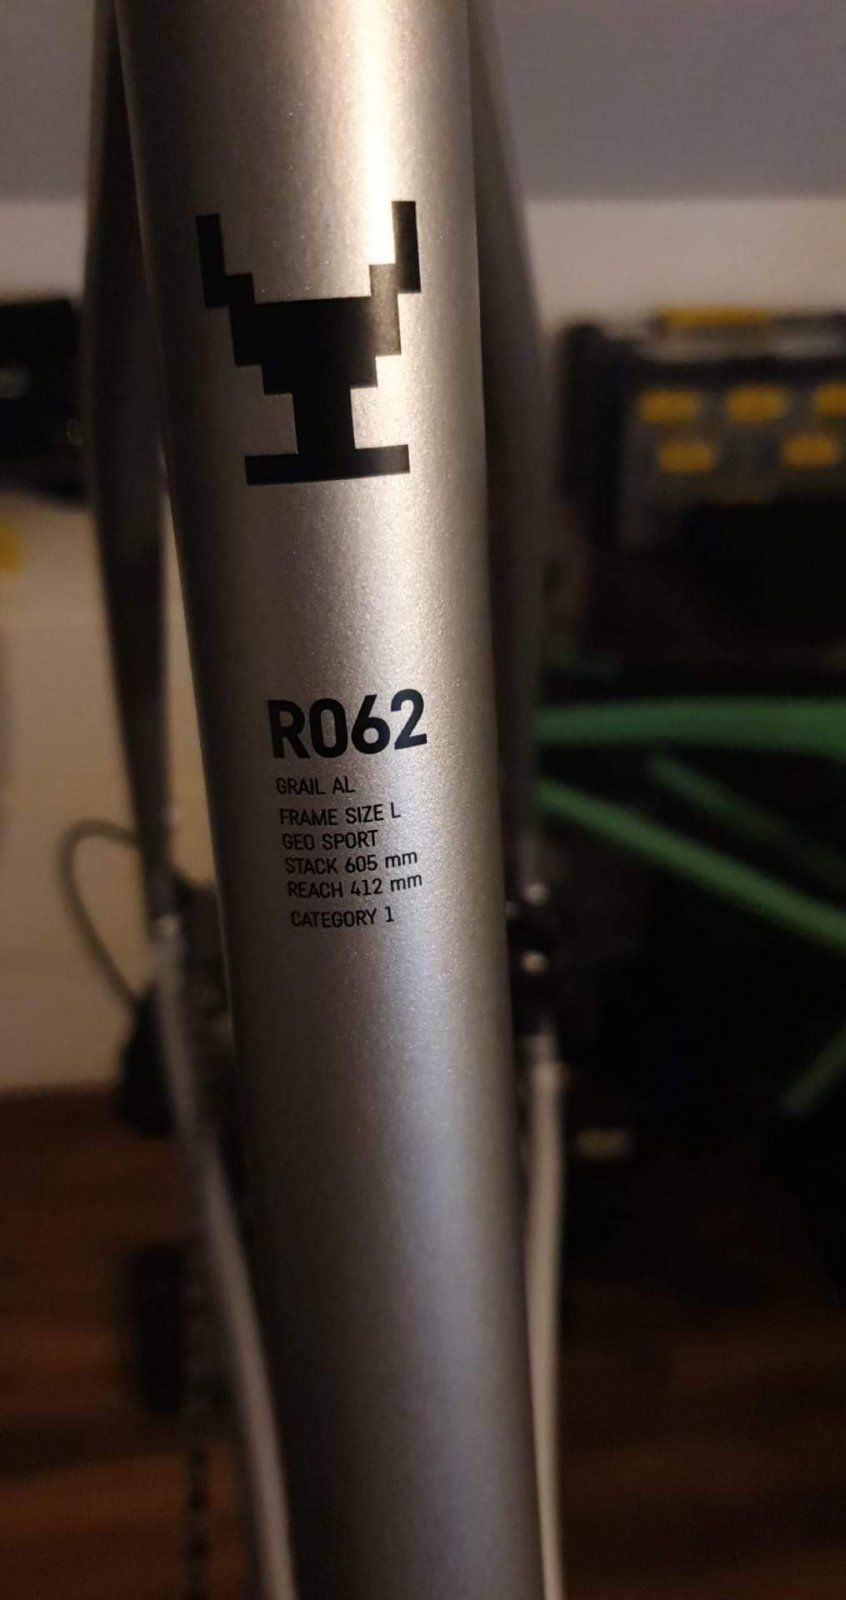 R062
GRAIL AL
FRAME SIZE L
GEO SPORT
STACK 605 mm
REACH 412 mm
CATEGORY 1